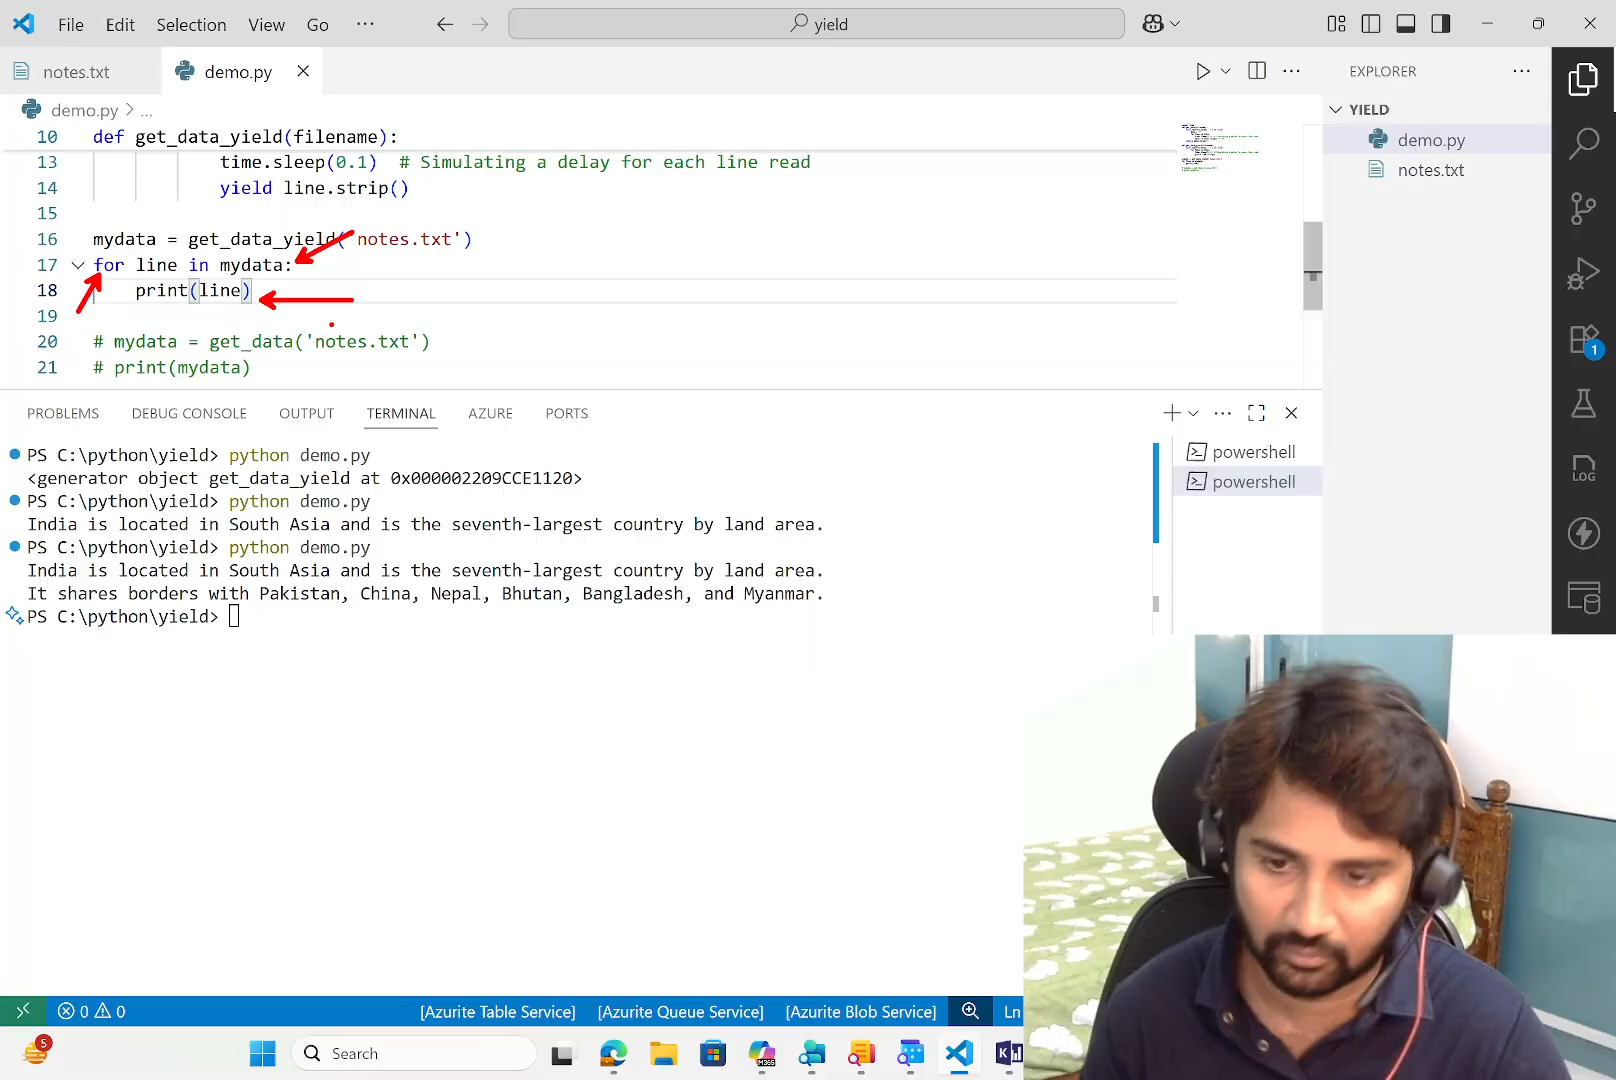 File Edit Selection View Go ··· yield
notes.txt demo.py EXPLORER
demo.py > ... YIELD
10 def get_data_yield(filename): demo.py
13 time.sleep(0.1) # Simulating a delay for each line read
14 yield line.strip() notes.txt
15
16 mydata = get_data_yield('notes.txt')
17 for line in mydata:
18 print(line)
19
20 # mydata = get_data('notes.txt')
21 # print(mydata)
1
LOG
PROBLEMS DEBUG CONSOLE OUTPUT TERMINAL AZURE PORTS
PS C:\python\yield> python demo.py powershell
<generator object get_data_yield at 0x000002209CCE1120> powershell
PS C:\python\yield> python demo.py
India is located in South Asia and is the seventh-largest country by land area.
PS C:\python\yield> python demo.py
India is located in South Asia and is the seventh-largest country by land area.
It shares borders with Pakistan, China, Nepal, Bhutan, Bangladesh, and Myanmar.
PS C:\python\yield>
0 0 [Azurite Table Service] [Azurite Queue Service] [Azurite Blob Service] Ln
5 Search M365 K